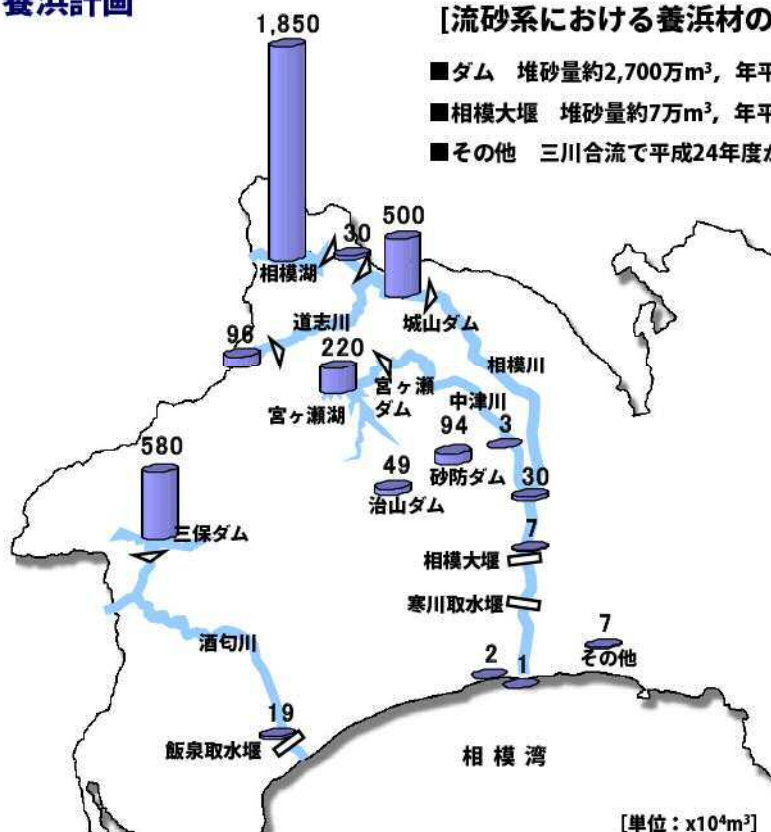 養浜計画
[流砂系における養浜材の
■ダム　堆砂量約2,700万m³，年平
■相模大堰　堆砂量約7万m³，年平
■その他　三川合流で平成24年度か
1,850
30
500
相模湖
道志川
城山ダム
96
220
相模川
宮ヶ瀬湖
宮ヶ瀬
ダム
中津川
580
49
94
3
砂防ダム
30
治山ダム
三保ダム
7
相模大堰
寒川取水堰
酒匂川
7
その他
2
1
19
飯泉取水堰
相模湾
[単位：x10⁴m³]